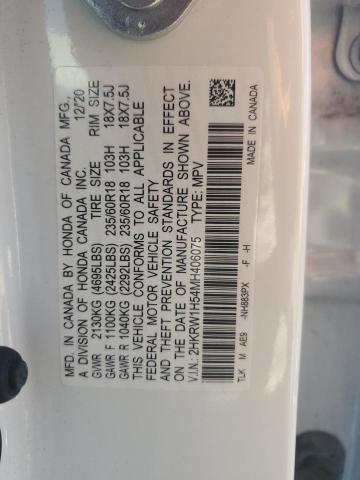 MFD. IN CANADA BY HONDA OF CANADA MFG.,
A DIVISION OF HONDA CANADA INC. 12/20
TIRE SIZE RIM SIZE
GVWR 2130KG (4695LBS)
GAWR F 1100KG (2425LBS) 235/60R18 103H 18X7.5J
GAWR R 1040KG (2292LBS) 235/60R18 103H 18X7.5J
THIS VEHICLE CONFORMS TO ALL APPLICABLE
FEDERAL MOTOR VEHICLE SAFETY
AND THEFT PREVENTION STANDARDS IN EFFECT
ON THE DATE OF MANUFACTURE SHOWN ABOVE.
V.I.N.: 2HKRW1H54MH406075 TYPE: MPV
TLK M AE9 -NH883PX -F -H MADE IN CANADA